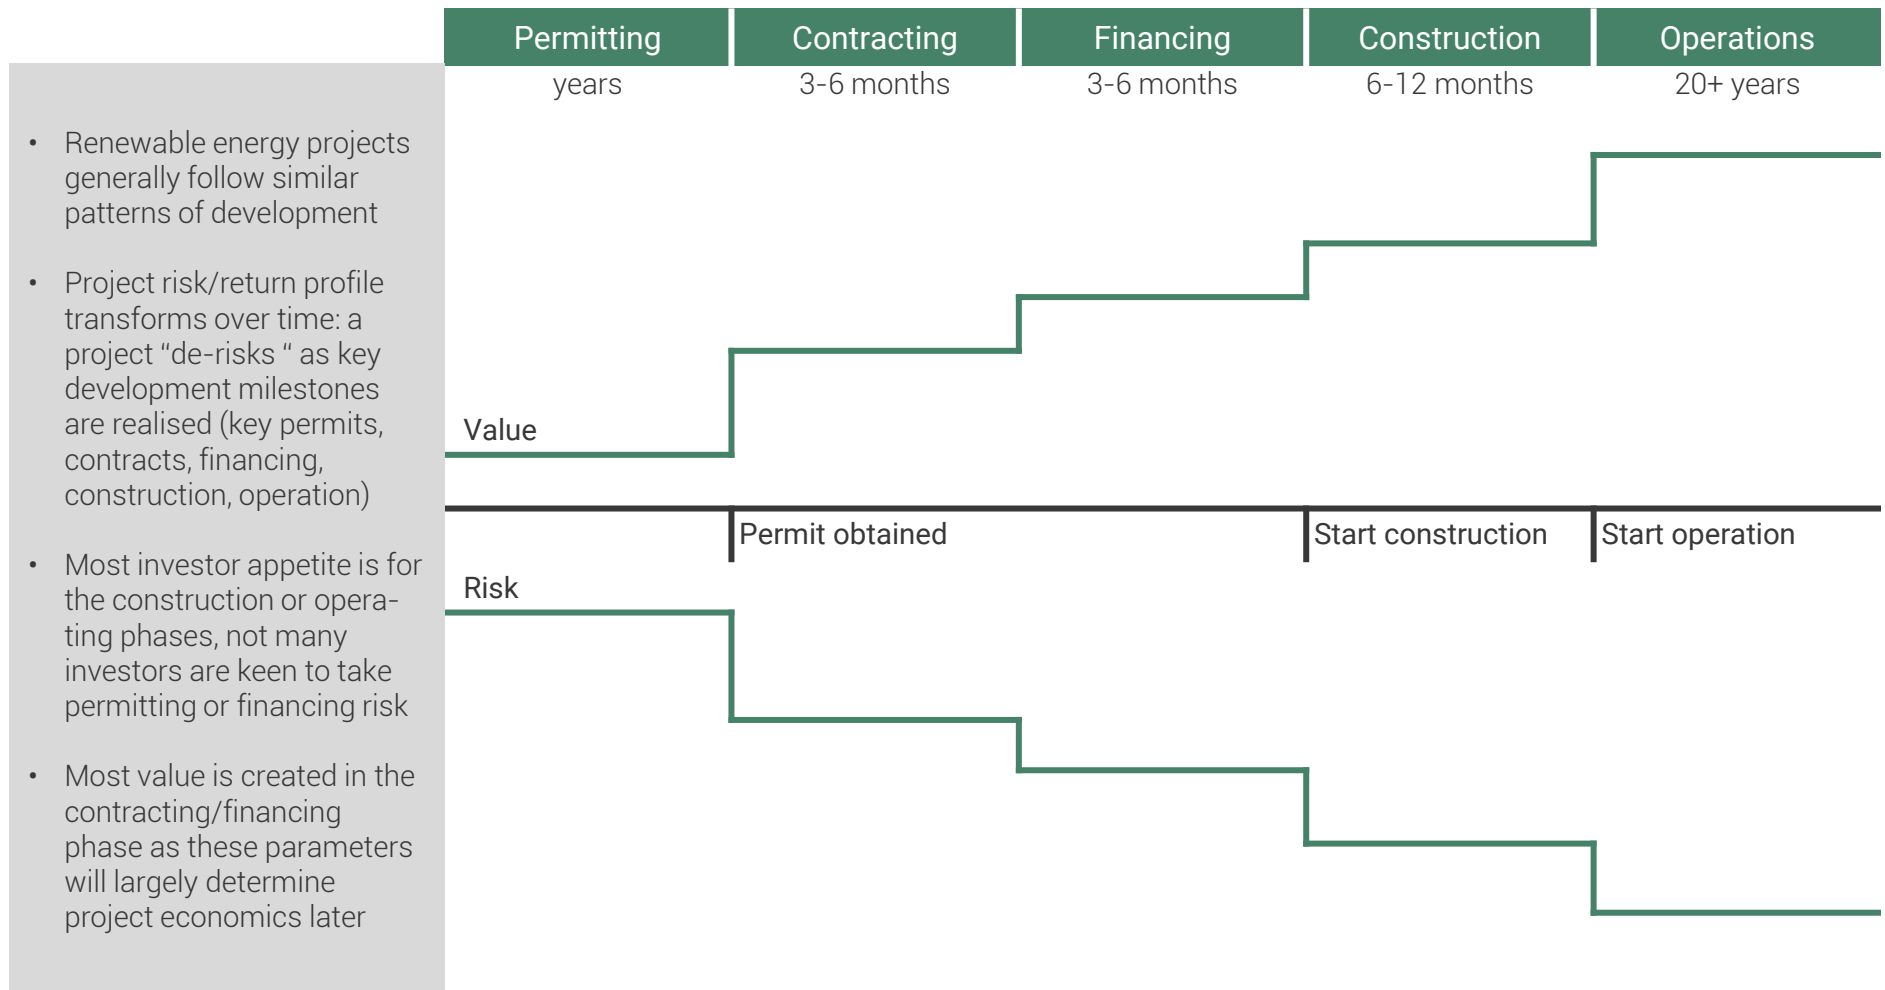 Permitting Contracting Financing Construction Operations
years 3-6 months 3-6 months 6-12 months 20+ years
• Renewable energy projects
generally follow similar
patterns of development
• Project risk/return profile
transforms over time: a
project “de-risks “ as key
development milestones
are realised (key permits,
contracts, financing,
construction, operation)
• Most investor appetite is for
the construction or opera-
ting phases, not many
investors are keen to take
permitting or financing risk
• Most value is created in the
contracting/financing
phase as these parameters
will largely determine
project economics later
Value
Permit obtained Start construction Start operation
Risk